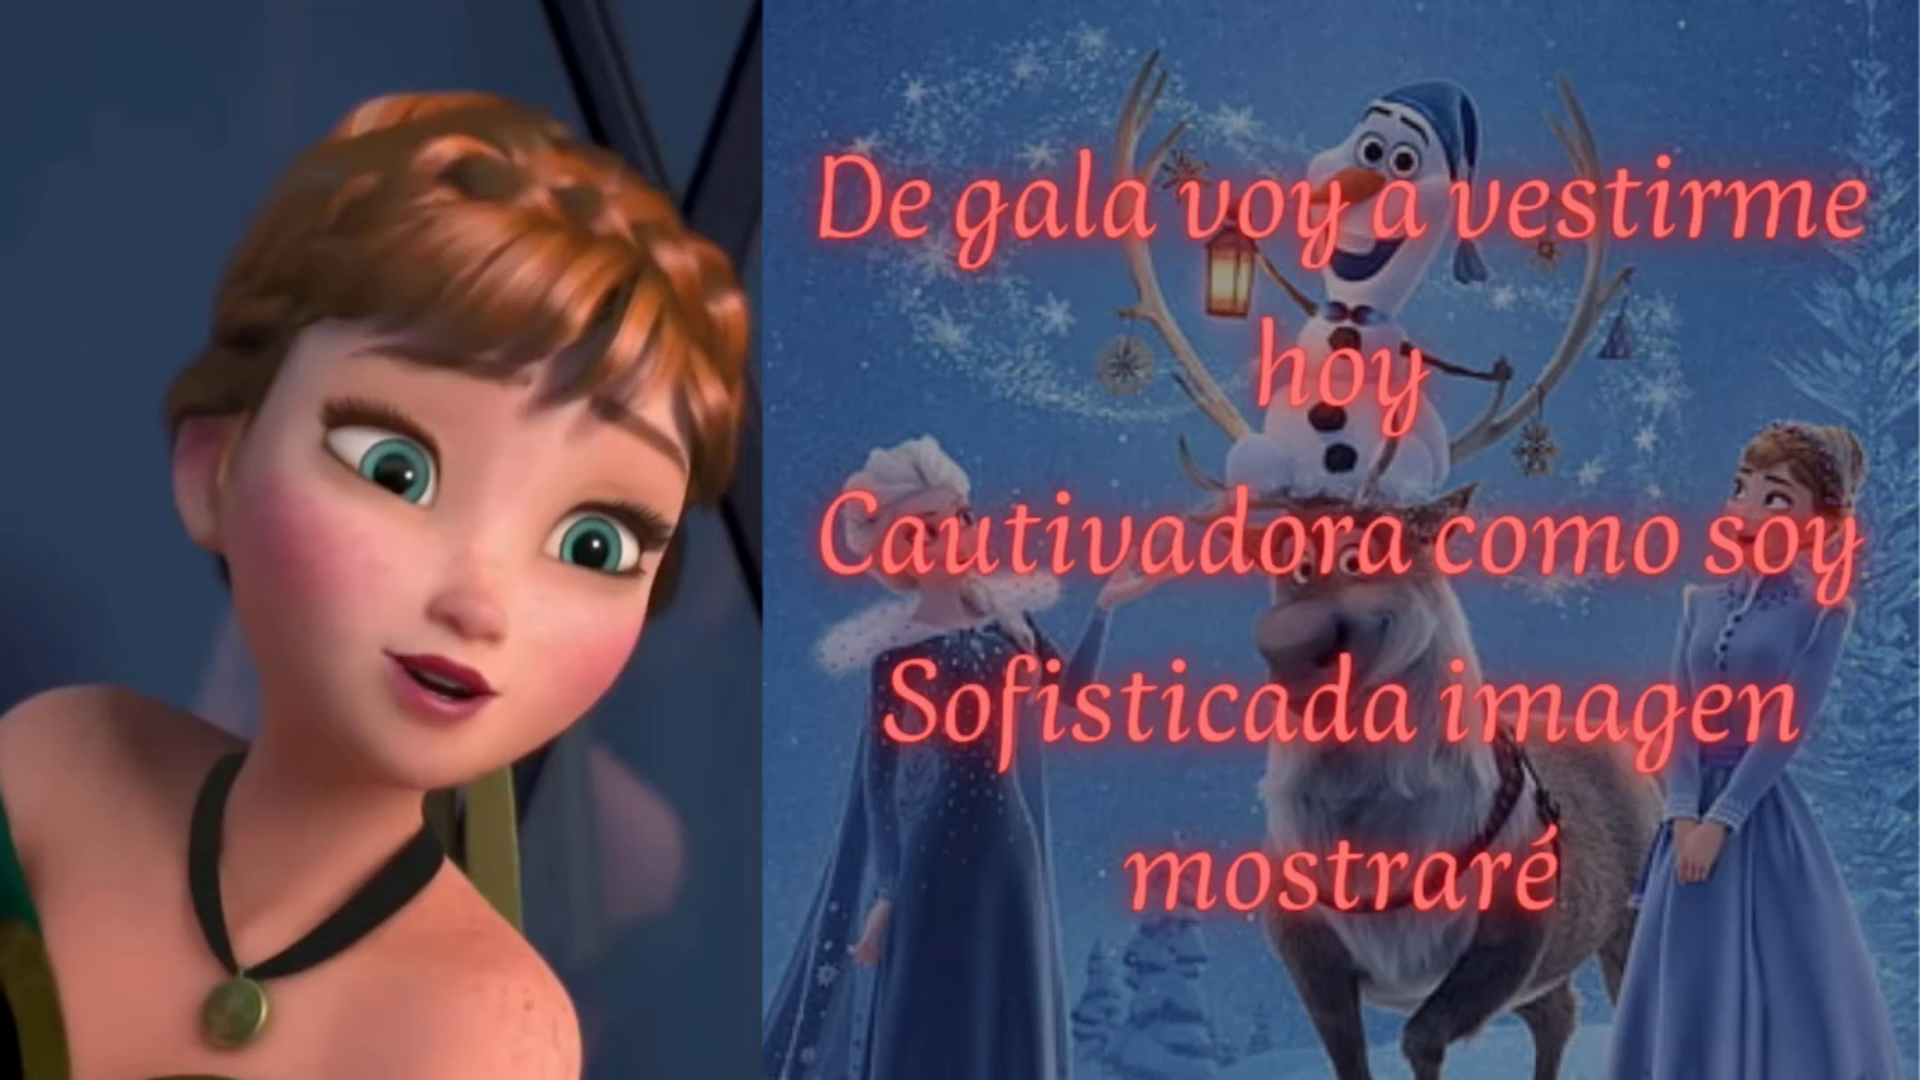 De gala voy a vestirme
hoy
Cautivadora como soy
Sofisticada imagen
mostraré